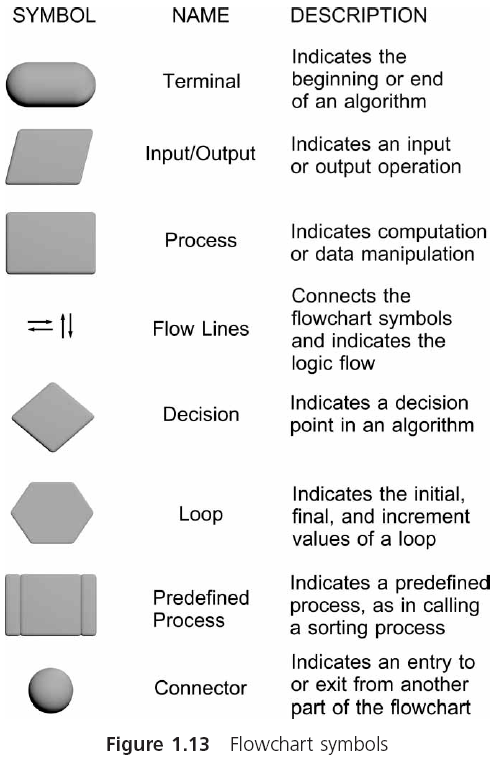 SYMBOL NAME DESCRIPTION
Terminal
Indicates the
beginning or end
of an algorithm
Input/Output
Indicates an input
or output operation
Process
Indicates computation
or data manipulation
Flow Lines
Connects the
flowchart symbols
and indicates the
logic flow
Decision
Indicates a decision
point in an algorithm
Loop
Indicates the initial,
final, and increment
values of a loop
Predefined
Process
Indicates a predefined
process, as in calling
a sorting process
Connector
Indicates an entry to
or exit from another
part of the flowchart
Figure 1.13 Flowchart symbols